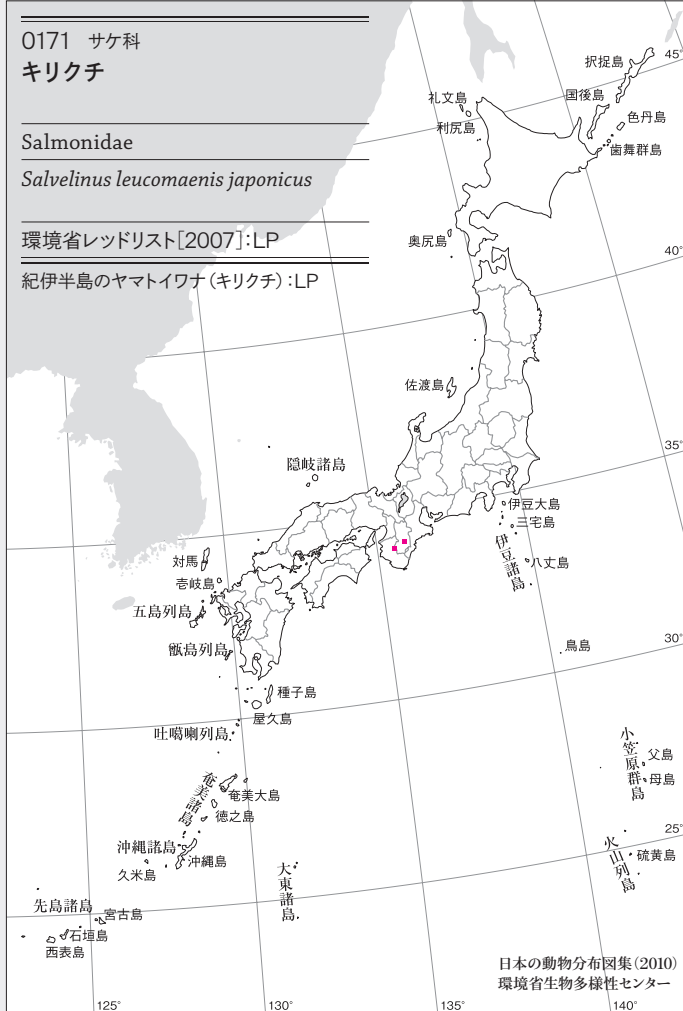 0171 サケ科
キリクチ
Salmonidae
Salvelinus leucomaenis japonicus
環境省レッドリスト[2007]:LP
紀伊半島のヤマトイワナ(キリクチ):LP
択捉島
45°
礼文島
国後島
色丹島
利尻島
歯舞群島
奥尻島
40°
佐渡島
35°
隠岐諸島
伊豆大島
三宅島
伊豆諸島
八丈島
対馬
壱岐島
五島列島
甑島列島
鳥島
30°
種子島
屋久島
吐噶喇列島
小笠原群島
父島
母島
奄美諸島
奄美大島
徳之島
25°
沖縄諸島
沖縄島
久米島
火山列島
硫黄島
大東諸島
先島諸島
宮古島
石垣島
西表島
日本の動物分布図集(2010)
環境省生物多様性センター
125°
130°
135°
140°